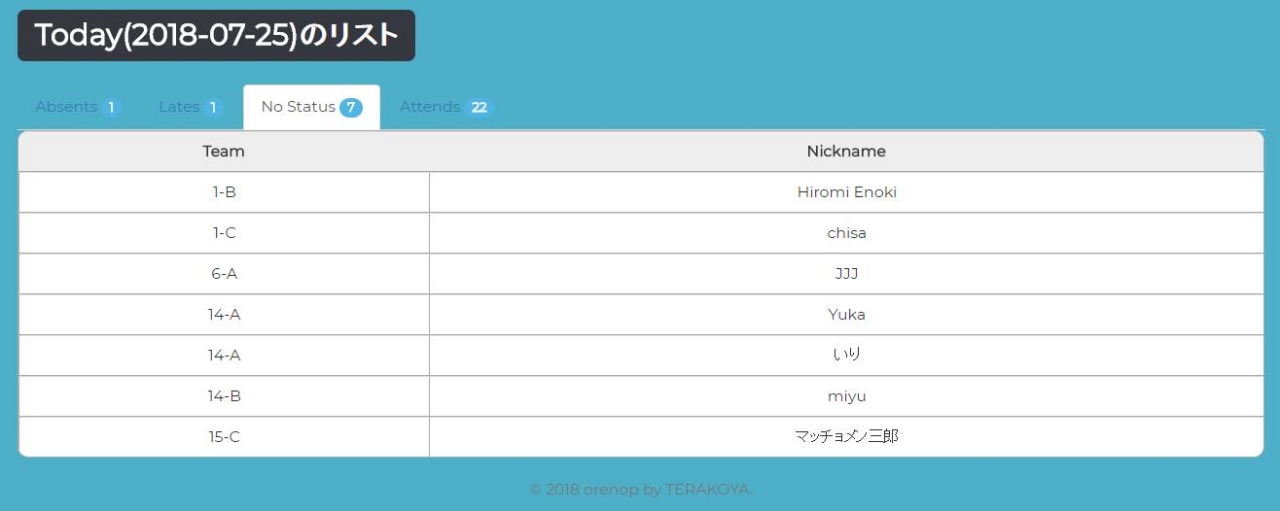 Today(2018-07-25)のリスト
Absents 1 Lates 1 No Status 7 Attends 22
Team Nickname
1-B Hiromi Enoki
1-C chisa
6-A JJJ
14-A Yuka
14-A いり
14-B miyu
15-C マッチョメン三郎
© 2018 orenop by TERAKOYA.